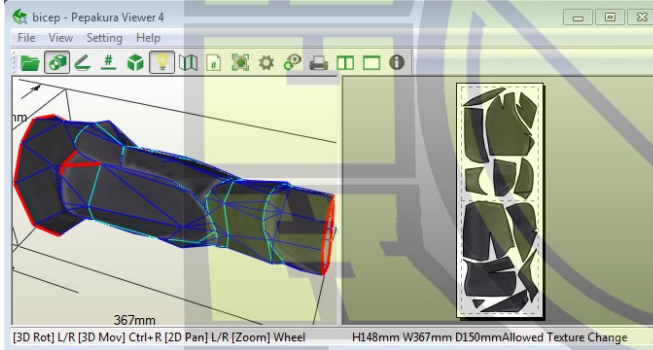 bicep - Pepakura Viewer 4
File View Setting Help
367mm
[3D Rot] L/R [3D Mov] Ctrl+R [2D Pan] L/R [Zoom] Wheel H148mm W367mm D150mmAllowed Texture Change